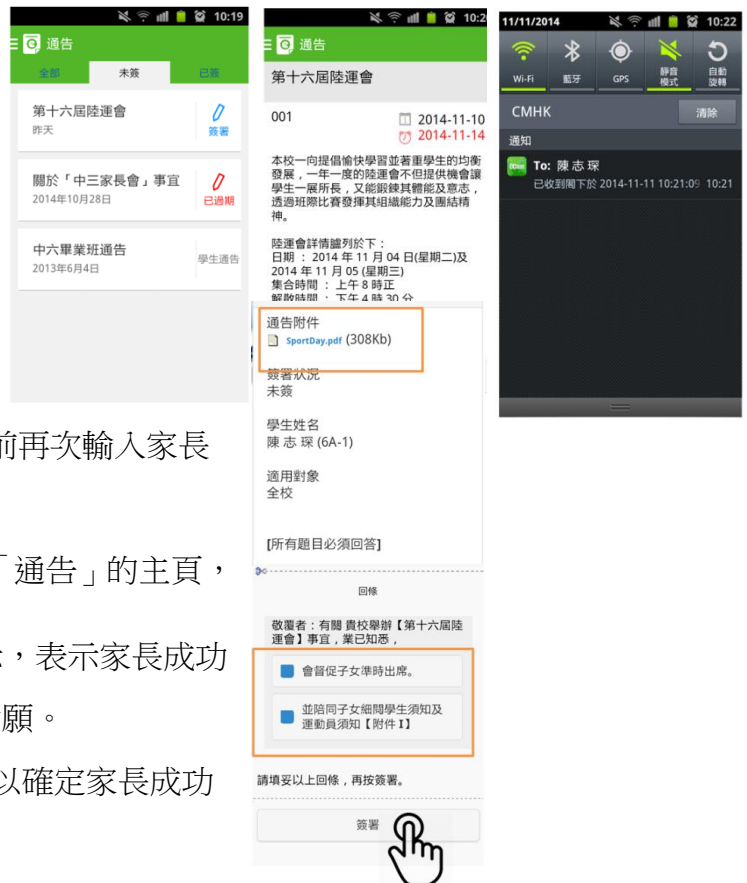 10:19
通告
全部
未簽
已簽
第十六屆陸運會
昨天
簽署
關於「中三家長會」事宜
2014年10月28日
已過期
中六畢業班通告
2013年6月4日
學生通告
前再次輸入家長
「通告」的主頁，
，表示家長成功
願。
以確定家長成功
10:20
通告
第十六屆陸運會
001
2014-11-10
2014-11-14
本校一向提倡愉快學習並著重學生的均衡
發展，一年一度的陸運會不但提供機會讓
學生一展所長，又能鍛鍊其體能及意志，
透過班際比賽發揮其組織能力及團結精
神。
陸運會詳情臚列於下：
日期 ： 2014 年 11 月 04 日(星期二)及
2014 年 11 月 05 (星期三)
集合時間 ： 上午 8 時正
解散時間 ： 下午 4 時 30 分
通告附件
SportDay.pdf (308Kb)
簽署狀況
未簽
學生姓名
陳 志 琛 (6A-1)
適用對象
全校
[所有題目必須回答]
回條
敬覆者：有關 貴校舉辦【第十六屆陸
運會】事宜，業已知悉，
會督促子女準時出席。
並陪同子女細閱學生須知及
運動員須知【附件 I】
請填妥以上回條，再按簽署。
簽署
11/11/2014
10:22
Wi-Fi
藍牙
GPS
靜音
模式
自動
旋轉
CMHK
清除
通知
To: 陳 志 琛
已收到閣下於 2014-11-11 10:21:09 10:21